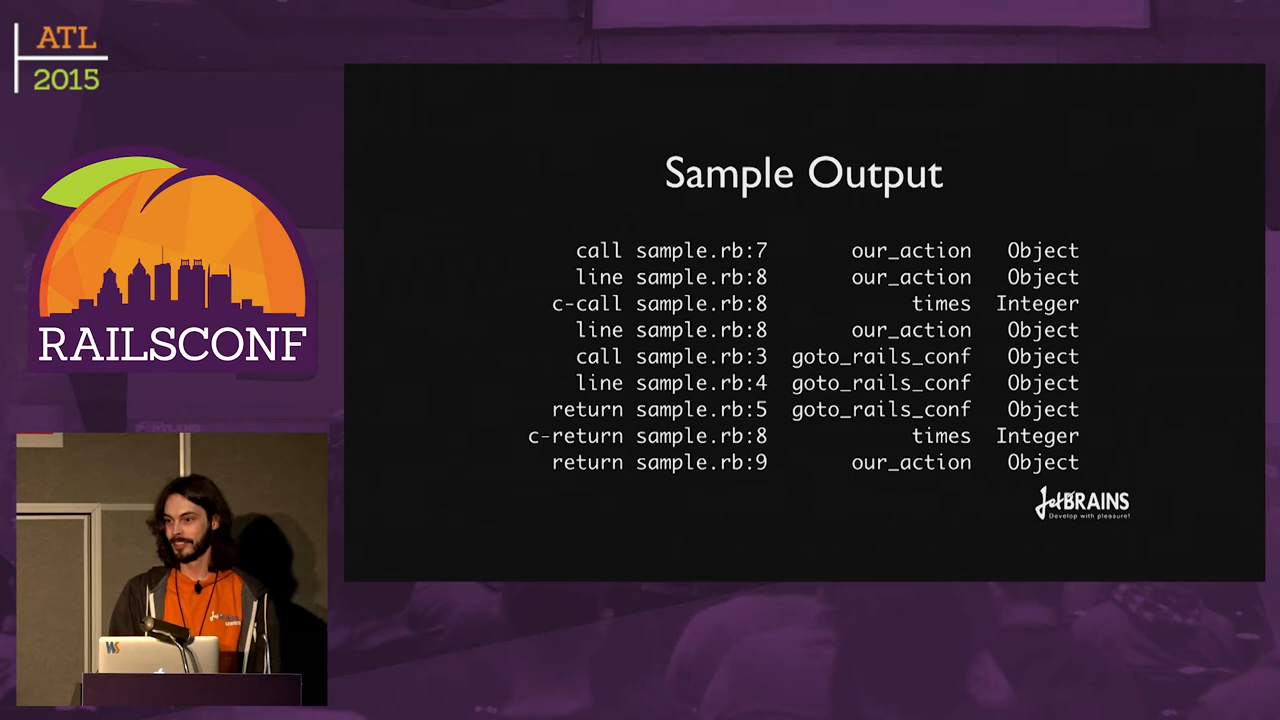 ATL
2015
RAILSCONF
Sample Output
call sample.rb:7 our_action Object
line sample.rb:8 our_action Object
c-call sample.rb:8 times Integer
line sample.rb:8 our_action Object
call sample.rb:3 goto_rails_conf Object
line sample.rb:4 goto_rails_conf Object
return sample.rb:5 goto_rails_conf Object
c-return sample.rb:8 times Integer
return sample.rb:9 our_action Object
JetBRAINS
Develop with pleasure!
WS